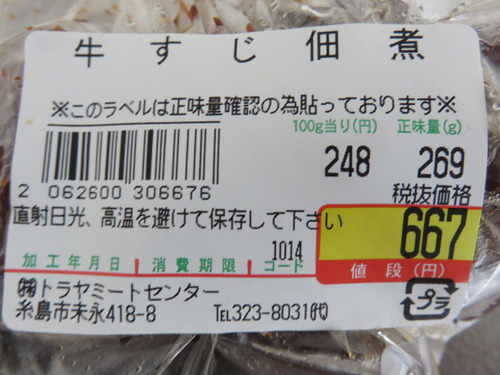 牛すじ佃煮
※このラベルは正味量確認の為貼っております※
100g当り(円) 正味量(g)
248 269
税抜価格
2 062600 306676
直射日光、高温を避けて保存して下さい
667
1014
加工年月日 消費期限 コード 値段(円)
㈱トラヤミートセンター
糸島市末永418-8 TEL323-8031㈹
プラ